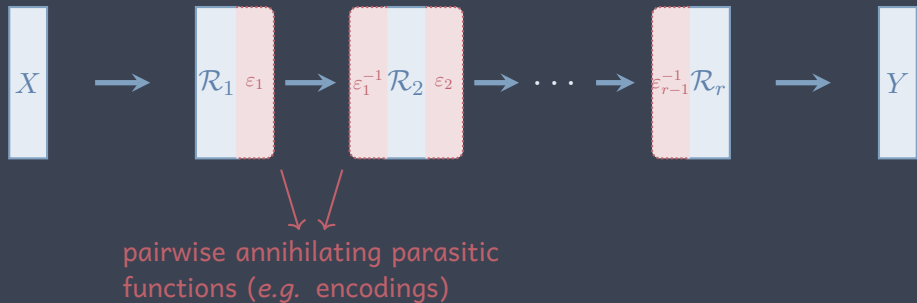 X → ℛ₁ ε₁ → ε₁⁻¹ ℛ₂ ε₂ → ··· → ε_{r−1}⁻¹ ℛ_r → Y
pairwise annihilating parasitic
functions (e.g. encodings)